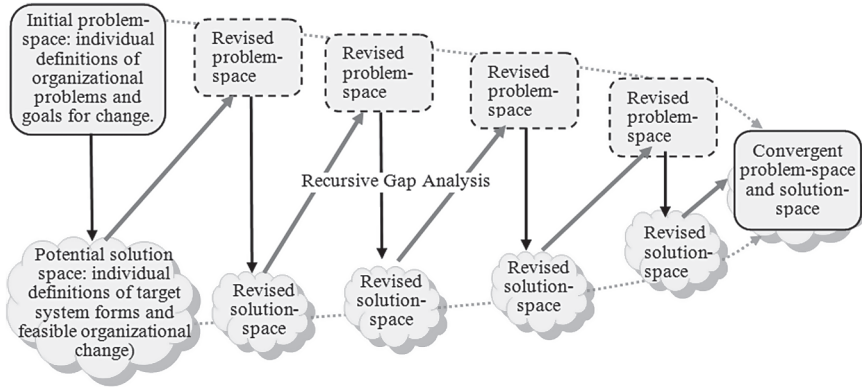 Initial problem-
space: individual
definitions of
organizational
problems and
goals for change.
Revised
problem-
space
Revised
problem-
space
Revised
problem-
space
Revised
problem-
space
Convergent
problem-space
and solution-
space
Recursive Gap Analysis
Potential solution
space: individual
definitions of target
system forms and
feasible organizational
change)
Revised
solution-
space
Revised
solution-
space
Revised
solution-
space
Revised
solution-
space